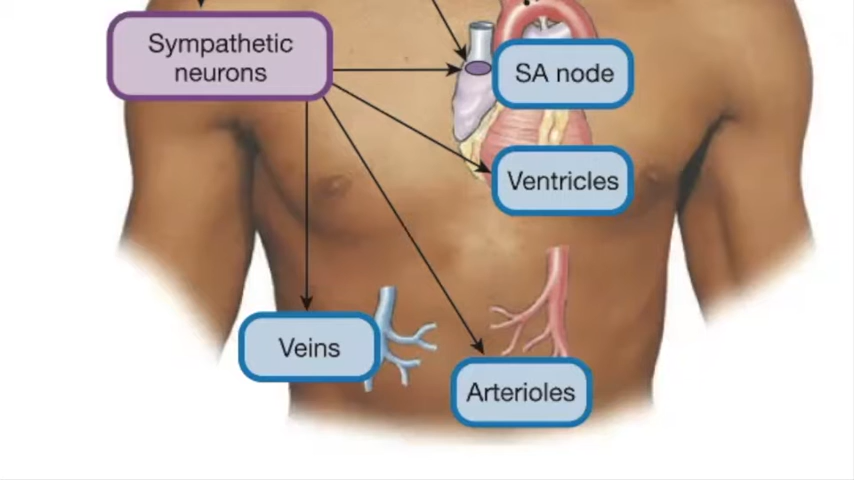 Sympathetic
neurons
SA node
Ventricles
Veins
Arterioles